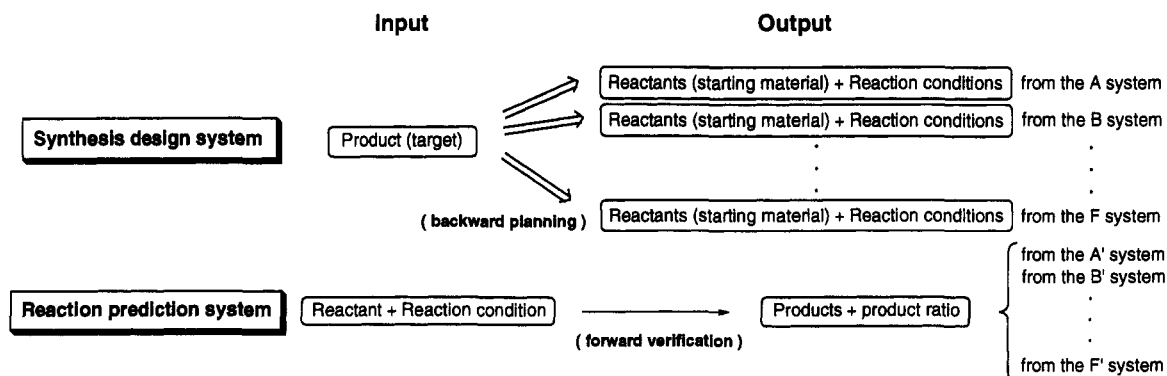 Input
Output
Reactants (starting material) + Reaction conditions from the A system
Synthesis design system
Product (target)
Reactants (starting material) + Reaction conditions from the B system
( backward planning )
Reactants (starting material) + Reaction conditions from the F system
Reaction prediction system
Reactant + Reaction condition
( forward verification )
Products + product ratio
from the A' system
from the B' system
from the F' system